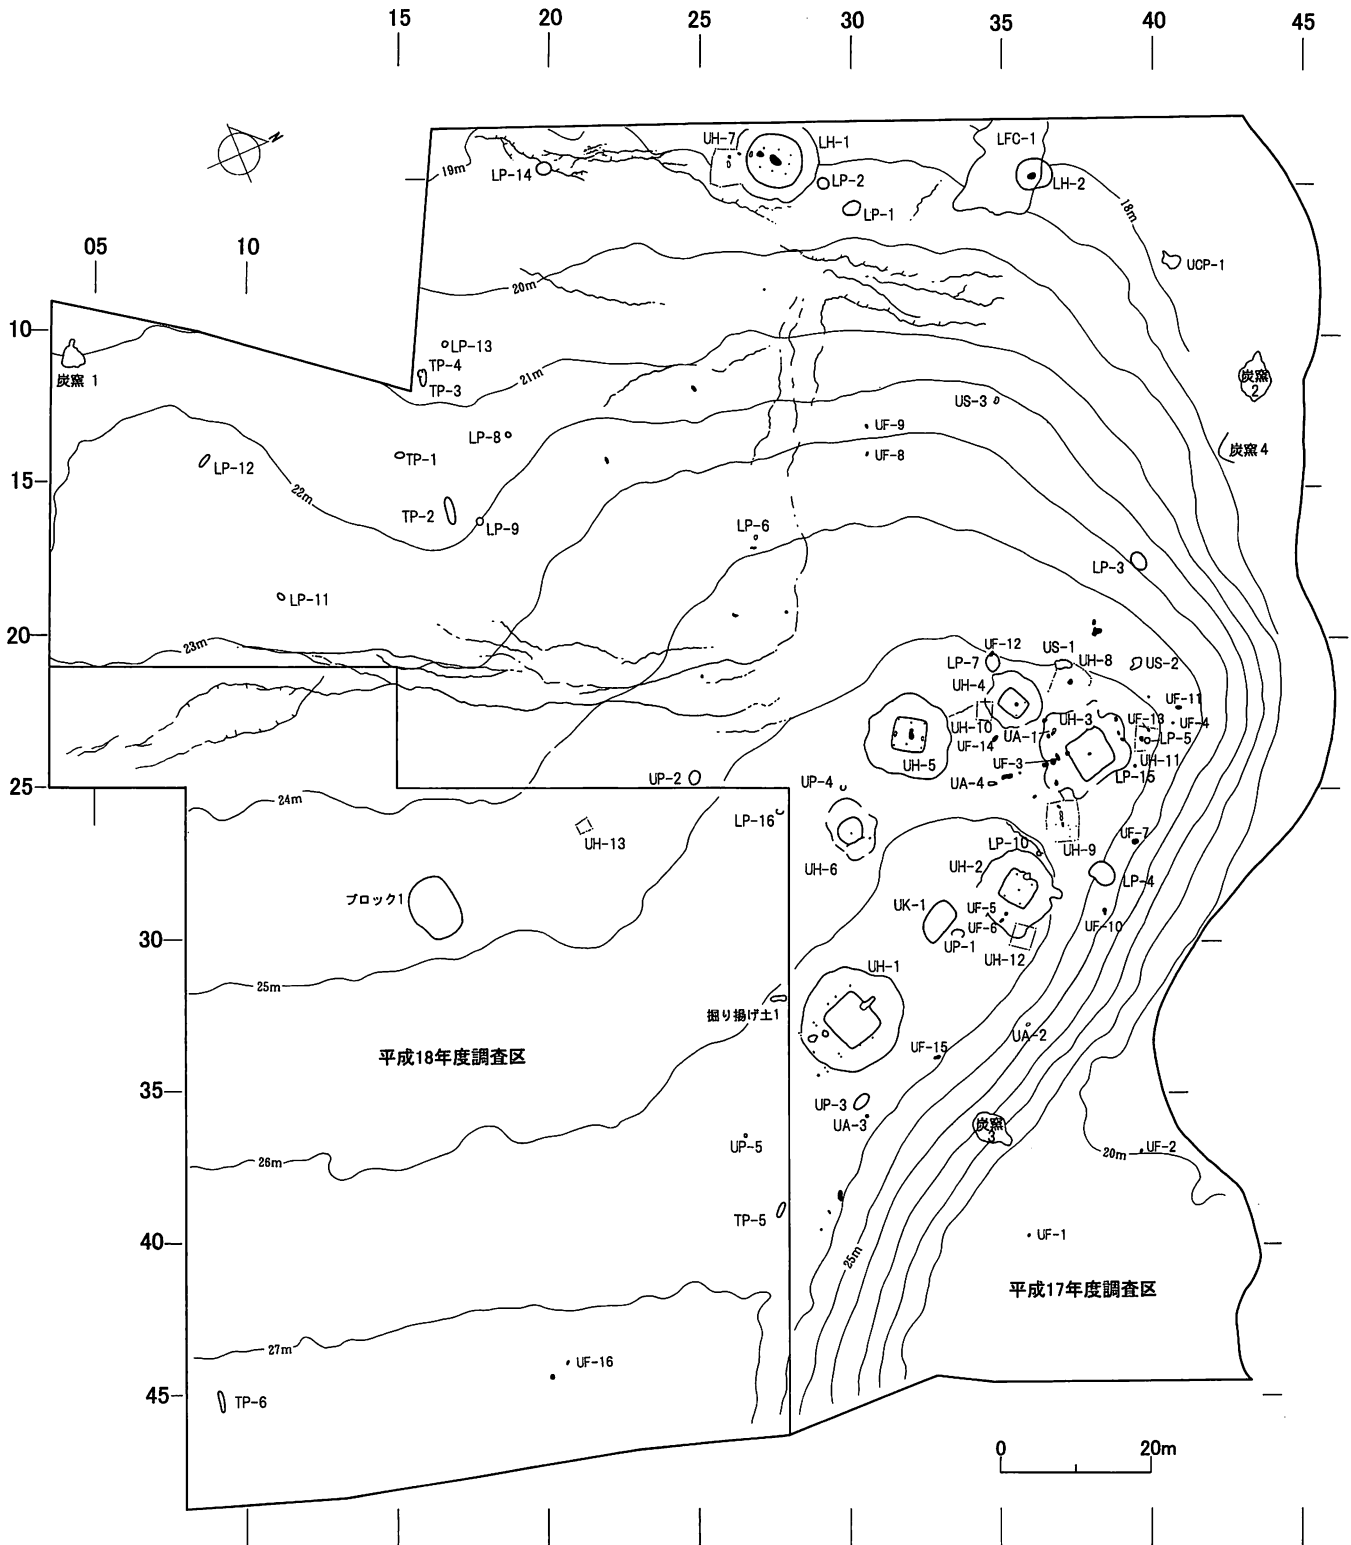 15 20 25 30 35 40 45
N
UH-7 LH-1 LFC-1
19m LP-14 LP-2 LH-2
LP-1 18m
05 10 UCP-1
20m
10 LP-13
TP-4
炭窯 1 TP-3 21m 炭窯
2
US-3
LP-8 UF-9
炭窯 4
TP-1 UF-8
LP-12
15 22m
TP-2 LP-9 LP-6
LP-3
LP-11
20 23m UF-12 US-1
LP-7 UH-8 US-2
UH-4
UF-11
UH-10 UA-1 UH-3 UF-13 UF-4
UF-14 LP-5
UH-5 UF-3 UH-11
25 UP-2 UP-4 UA-4 LP-15
24m
LP-16
UH-13 UH-6 LP-10 UH-9 UF-7
UH-2 LP-4
ブロック1 UK-1 UF-5
UF-6 UF-10
30 UP-1
UH-12
UH-1
25m
掘り揚げ土1
UA-2
平成18年度調査区 UF-15
35 UP-3
UA-3 炭窯
3
UP-5
26m 20m UF-2
TP-5
40 UF-1
25m
平成17年度調査区
27m UF-16
45 TP-6
0 20m